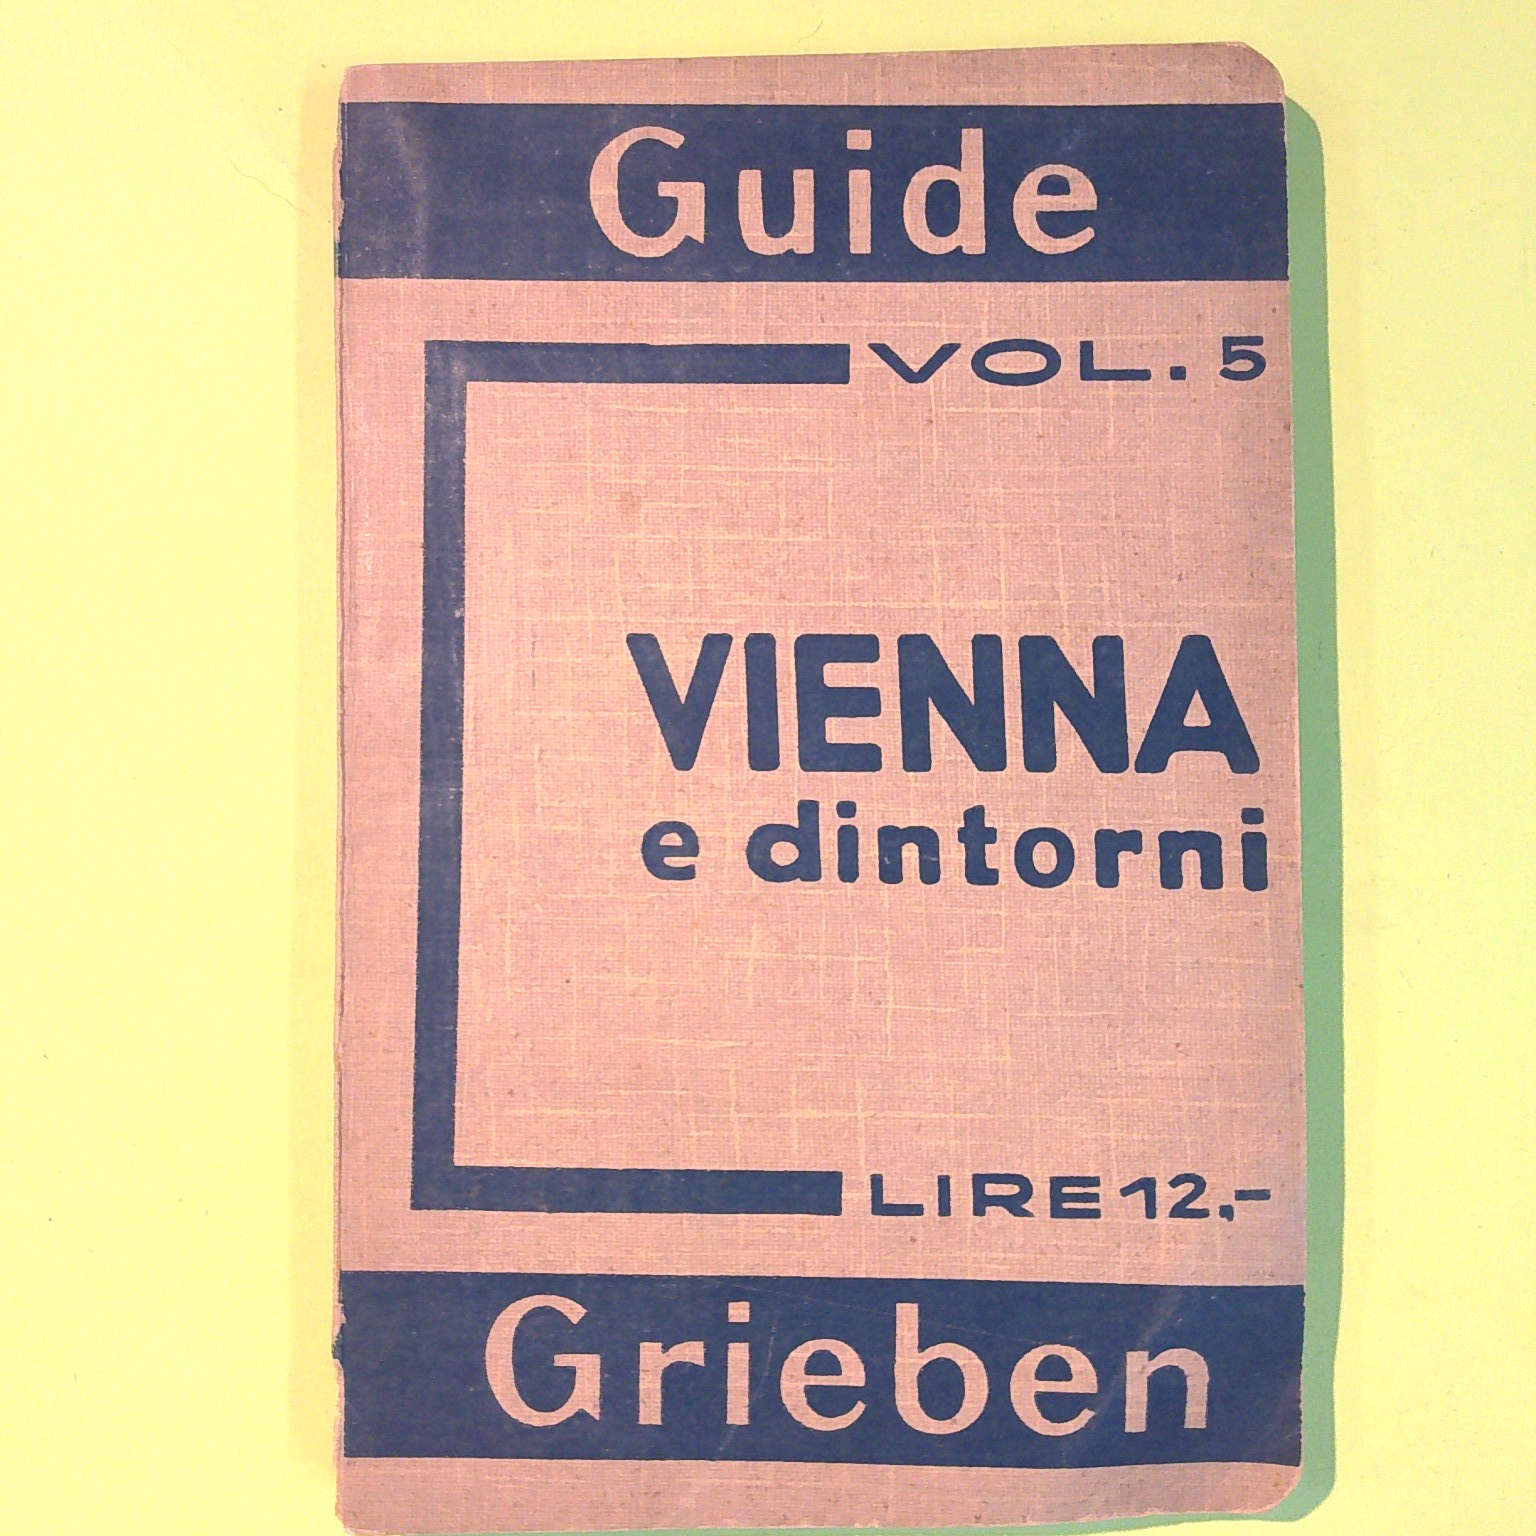 Guide
VOL. 5
VIENNA
e dintorni
LIRE 12,-
Grieben